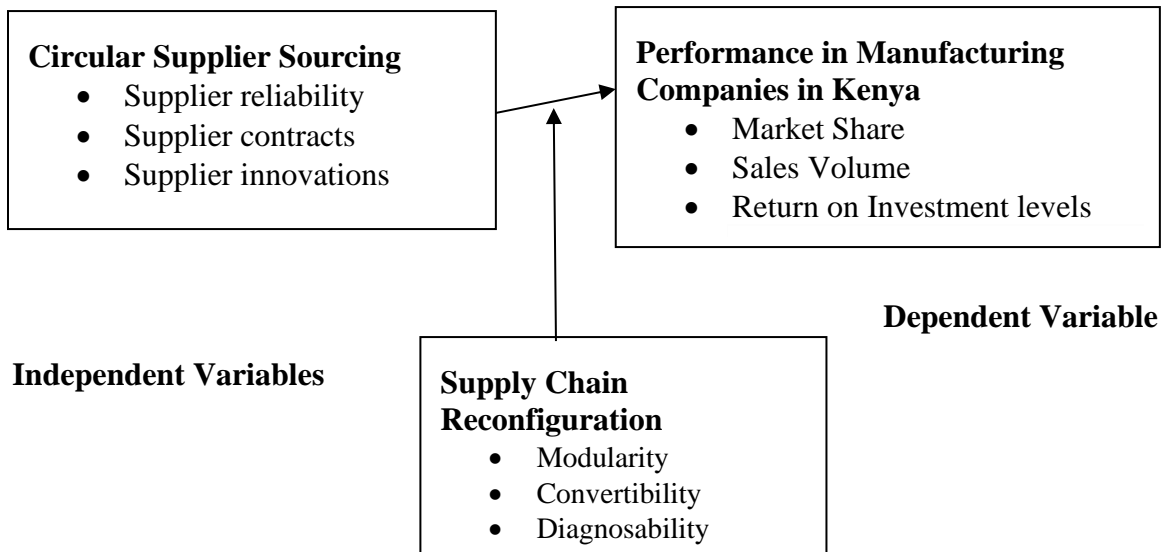 Circular Supplier Sourcing
• Supplier reliability
• Supplier contracts
• Supplier innovations
Performance in Manufacturing
Companies in Kenya
• Market Share
• Sales Volume
• Return on Investment levels
Dependent Variable
Independent Variables
Supply Chain
Reconfiguration
• Modularity
• Convertibility
• Diagnosability